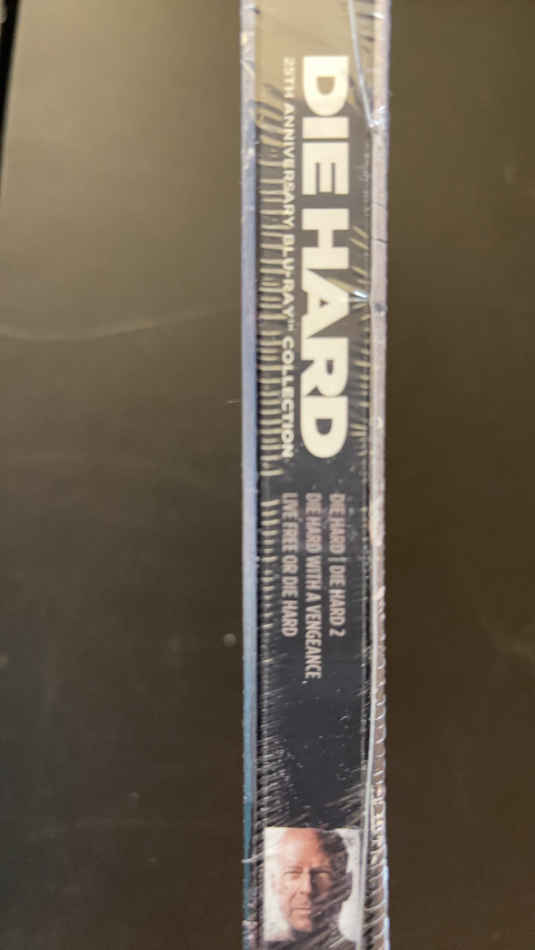 DIE HARD
25TH ANNIVERSARY BLU-RAY™ COLLECTION
DIE HARD | DIE HARD 2
DIE HARD WITH A VENGEANCE
LIVE FREE OR DIE HARD